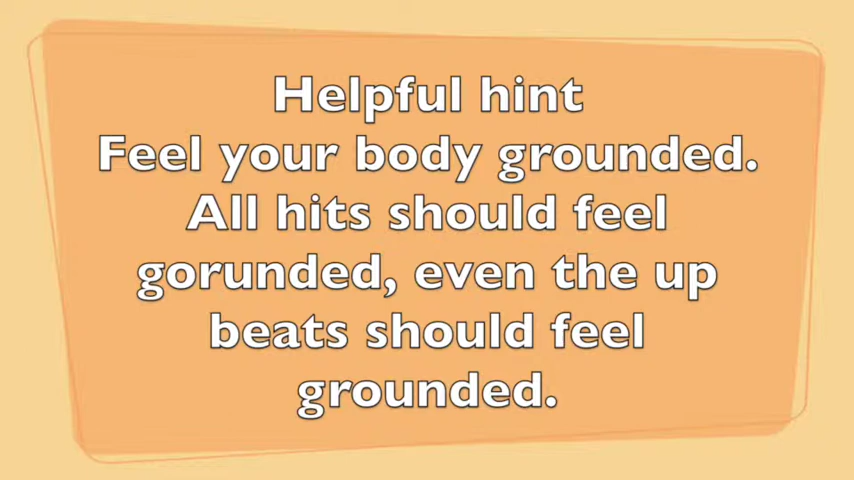 Helpful hint
Feel your body grounded.
All hits should feel
gorunded, even the up
beats should feel
grounded.